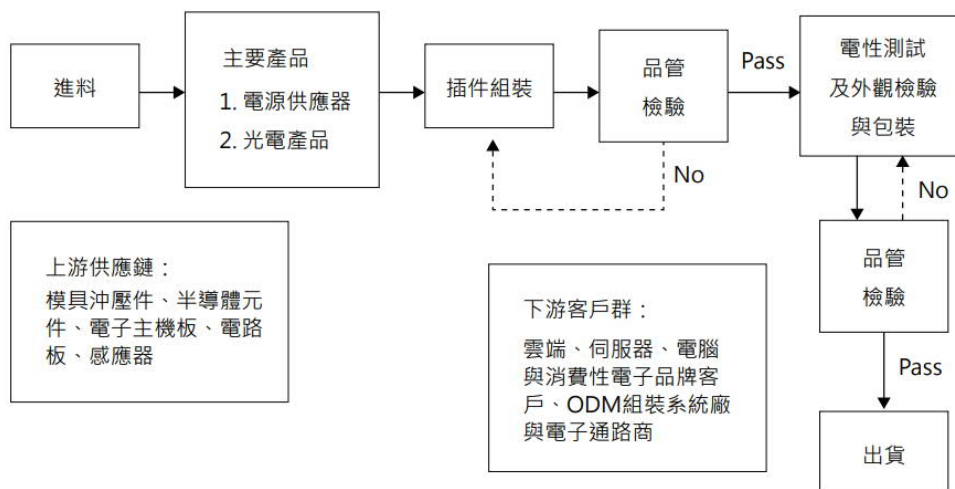 進料
主要產品
1. 電源供應器
2. 光電產品
插件組裝
品管
檢驗
Pass
No
電性測試
及外觀檢驗
與包裝
No
品管
檢驗
Pass
出貨
上游供應鏈：
模具沖壓件、半導體元
件、電子主機板、電路
板、感應器
下游客戶群：
雲端、伺服器、電腦
與消費性電子品牌客
戶、ODM組裝系統廠
與電子通路商